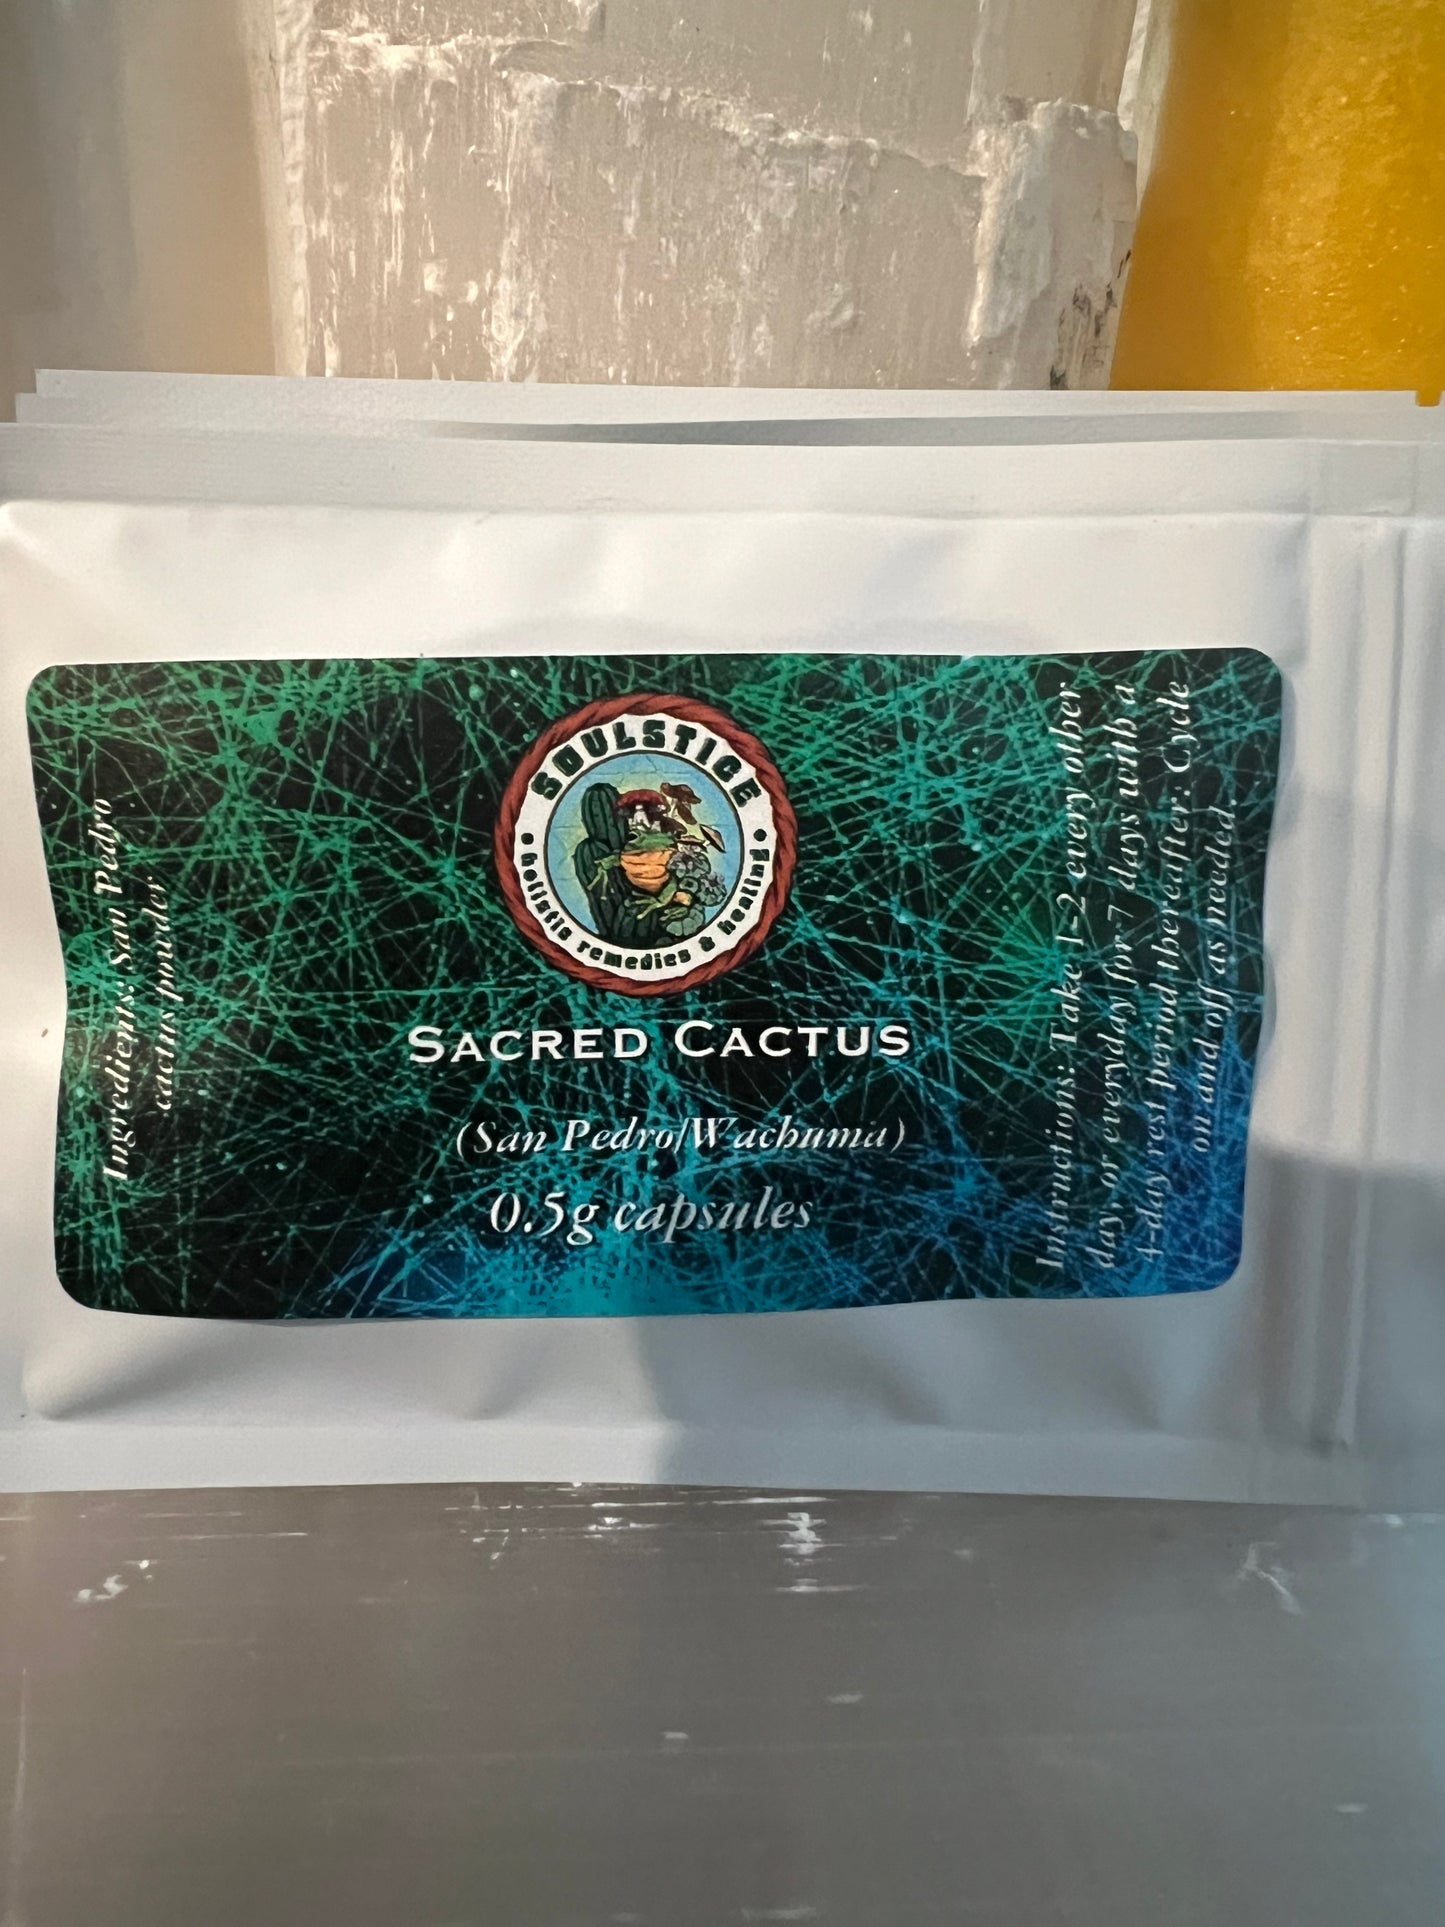 SOULSTICE
holistic remedies & healing
SACRED CACTUS
(San Pedro/Wachuma)
0.5g capsules
Ingredients: San Pedro
cactus powder
Instructions: Take 1-2 every other
day, or everyday for 7 days with a
4-day rest period thereafter: Cycle
on and off as needed.